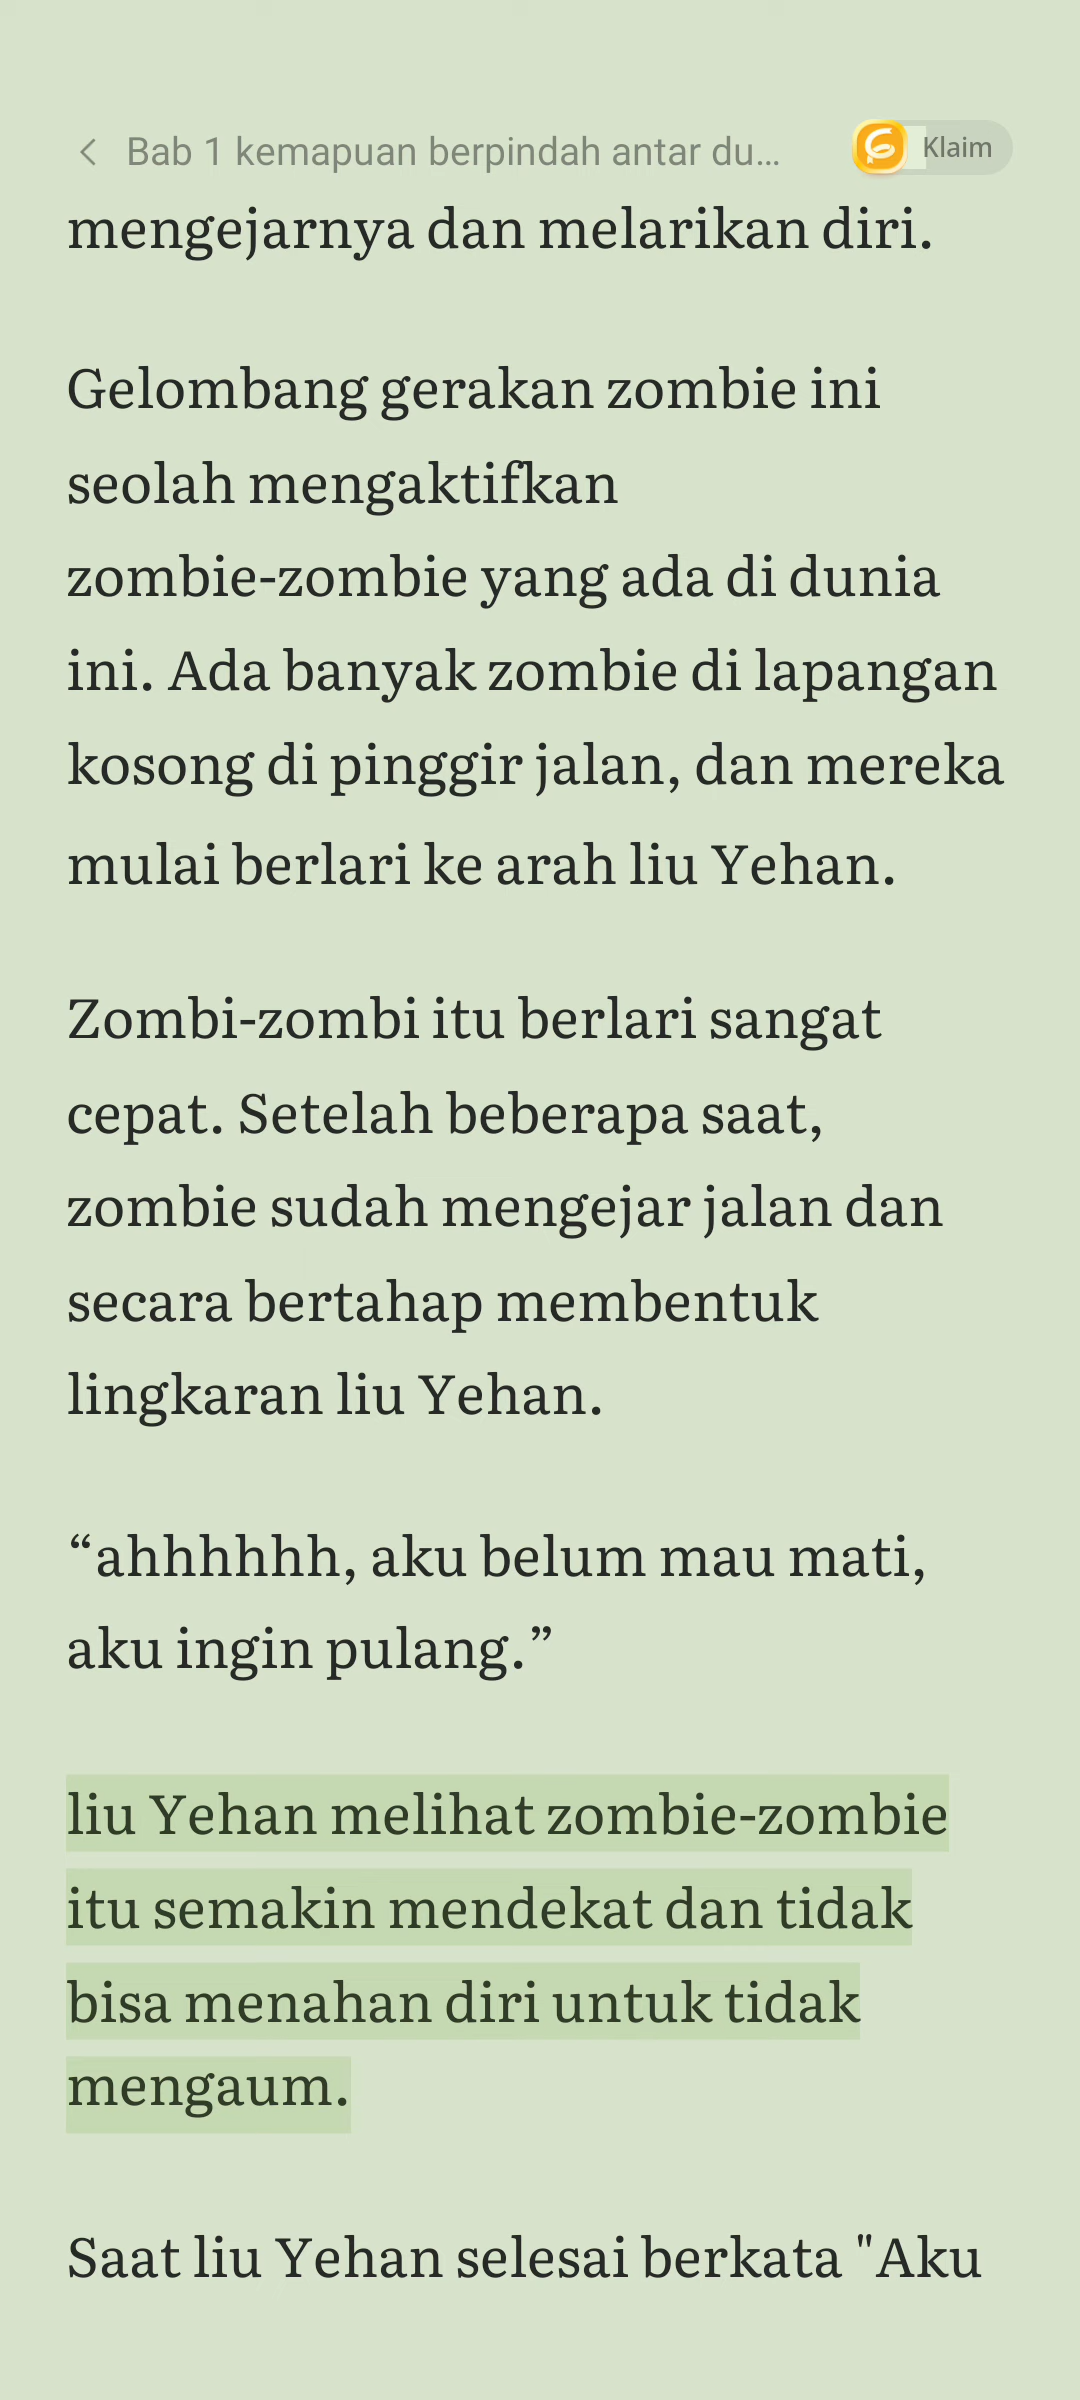 Bab 1 kemapuan berpindah antar du...
Klaim
mengejarnya dan melarikan diri.
Gelombang gerakan zombie ini
seolah mengaktifkan
zombie-zombie yang ada di dunia
ini. Ada banyak zombie di lapangan
kosong di pinggir jalan, dan mereka
mulai berlari ke arah liu Yehan.
Zombi-zombi itu berlari sangat
cepat. Setelah beberapa saat,
zombie sudah mengejar jalan dan
secara bertahap membentuk
lingkaran liu Yehan.
“ahhhhhh, aku belum mau mati,
aku ingin pulang.”
liu Yehan melihat zombie-zombie
itu semakin mendekat dan tidak
bisa menahan diri untuk tidak
mengaum.
Saat liu Yehan selesai berkata "Aku